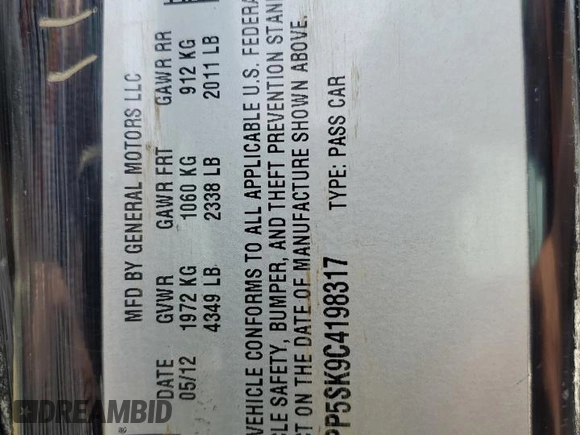 MFD BY GENERAL MOTORS LLC
DATE GVWR GAWR FRT GAWR RR
05/12 1972 KG 1060 KG 912 KG
4349 LB 2338 LB 2011 LB
VEHICLE CONFORMS TO ALL APPLICABLE U.S. FEDERA
CLE SAFETY, BUMPER, AND THEFT PREVENTION STAN
CT ON THE DATE OF MANUFACTURE SHOWN ABOVE.
PP5SK9C4198317 TYPE: PASS CAR
DREAMBID